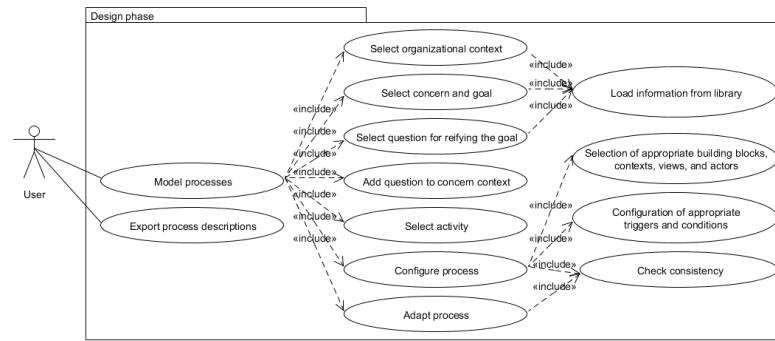 Design phase
Select organizational context
«include»
Select concern and goal
«include»
Load information from library
«include»
«include»
«include»
Select question for reifying the goal
«include»
Selection of appropriate building blocks,
contexts, views, and actors
User
Model processes
«include»
Add question to concern context
«include»
Export process descriptions
Select activity
«include»
Configuration of appropriate
triggers and conditions
«include»
«include»
Configure process
«include»
Check consistency
«include»
Adapt process
«include»